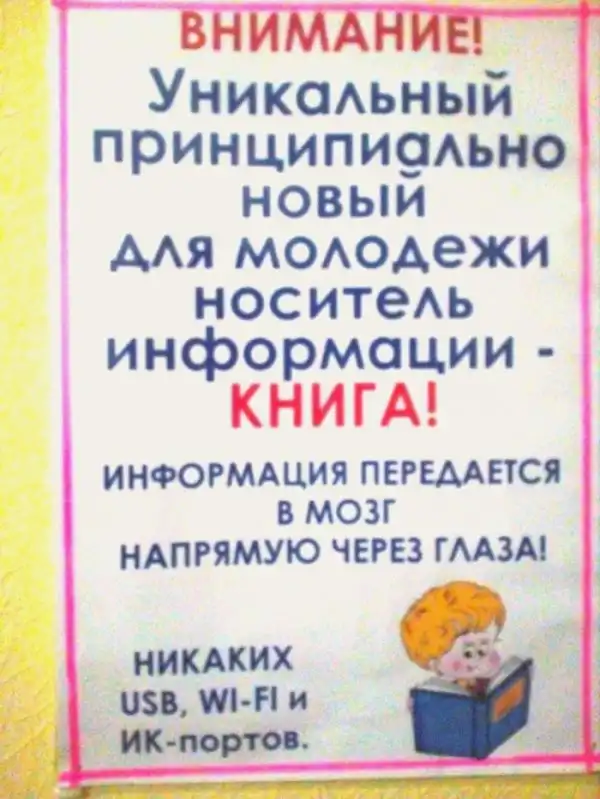 ВНИМАНИЕ!
Уникальный
принципиально
новый
для молодежи
носитель
информации -
КНИГА!
ИНФОРМАЦИЯ ПЕРЕДАЕТСЯ
В МОЗГ
НАПРЯМУЮ ЧЕРЕЗ ГЛАЗА!
НИКАКИХ
USB, WI-FI и
ИК-портов.